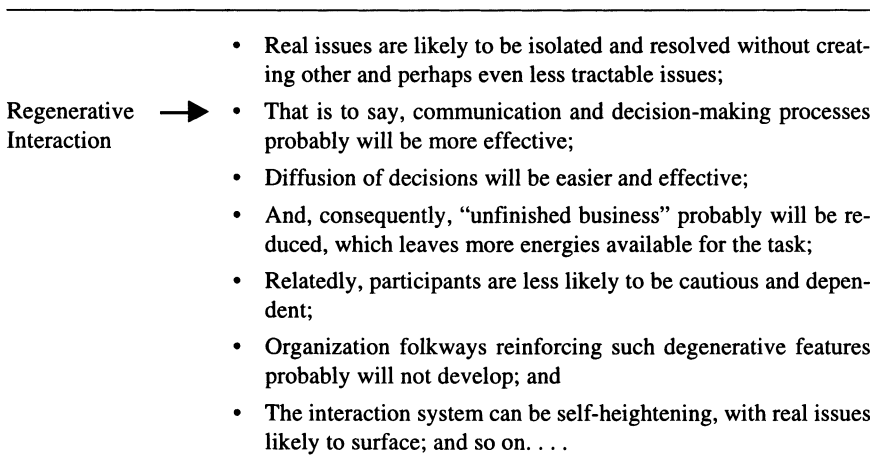 • Real issues are likely to be isolated and resolved without creat-
ing other and perhaps even less tractable issues;
Regenerative
Interaction
• That is to say, communication and decision-making processes
probably will be more effective;
• Diffusion of decisions will be easier and effective;
• And, consequently, “unfinished business” probably will be re-
duced, which leaves more energies available for the task;
• Relatedly, participants are less likely to be cautious and depen-
dent;
• Organization folkways reinforcing such degenerative features
probably will not develop; and
• The interaction system can be self-heightening, with real issues
likely to surface; and so on. . . .